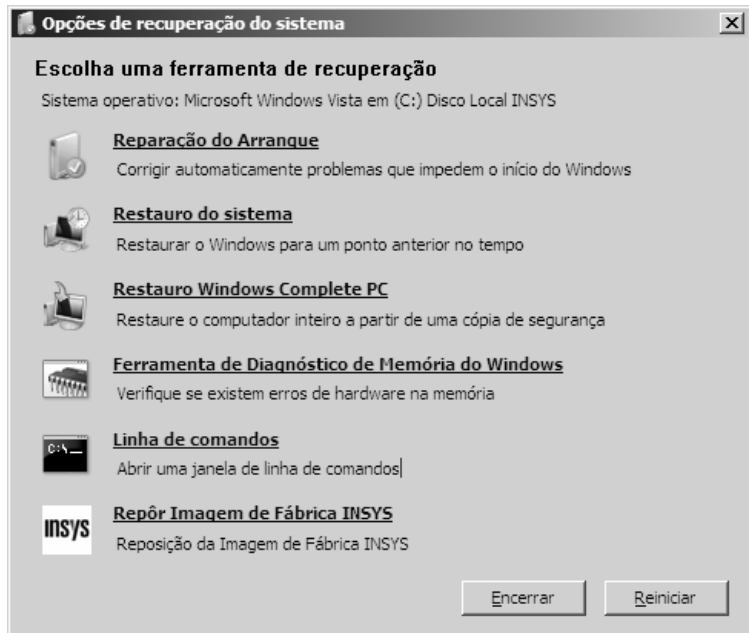 Opções de recuperação do sistema
Escolha uma ferramenta de recuperação
Sistema operativo: Microsoft Windows Vista em (C:) Disco Local INSYS
Reparação do Arranque
Corrigir automaticamente problemas que impedem o início do Windows
Restauro do sistema
Restaurar o Windows para um ponto anterior no tempo
Restauro Windows Complete PC
Restaure o computador inteiro a partir de uma cópia de segurança
Ferramenta de Diagnóstico de Memória do Windows
Verifique se existem erros de hardware na memória
C:\_
Linha de comandos
Abrir uma janela de linha de comandos
INSYS
Repôr Imagem de Fábrica INSYS
Reposição da Imagem de Fábrica INSYS
Encerrar
Reiniciar